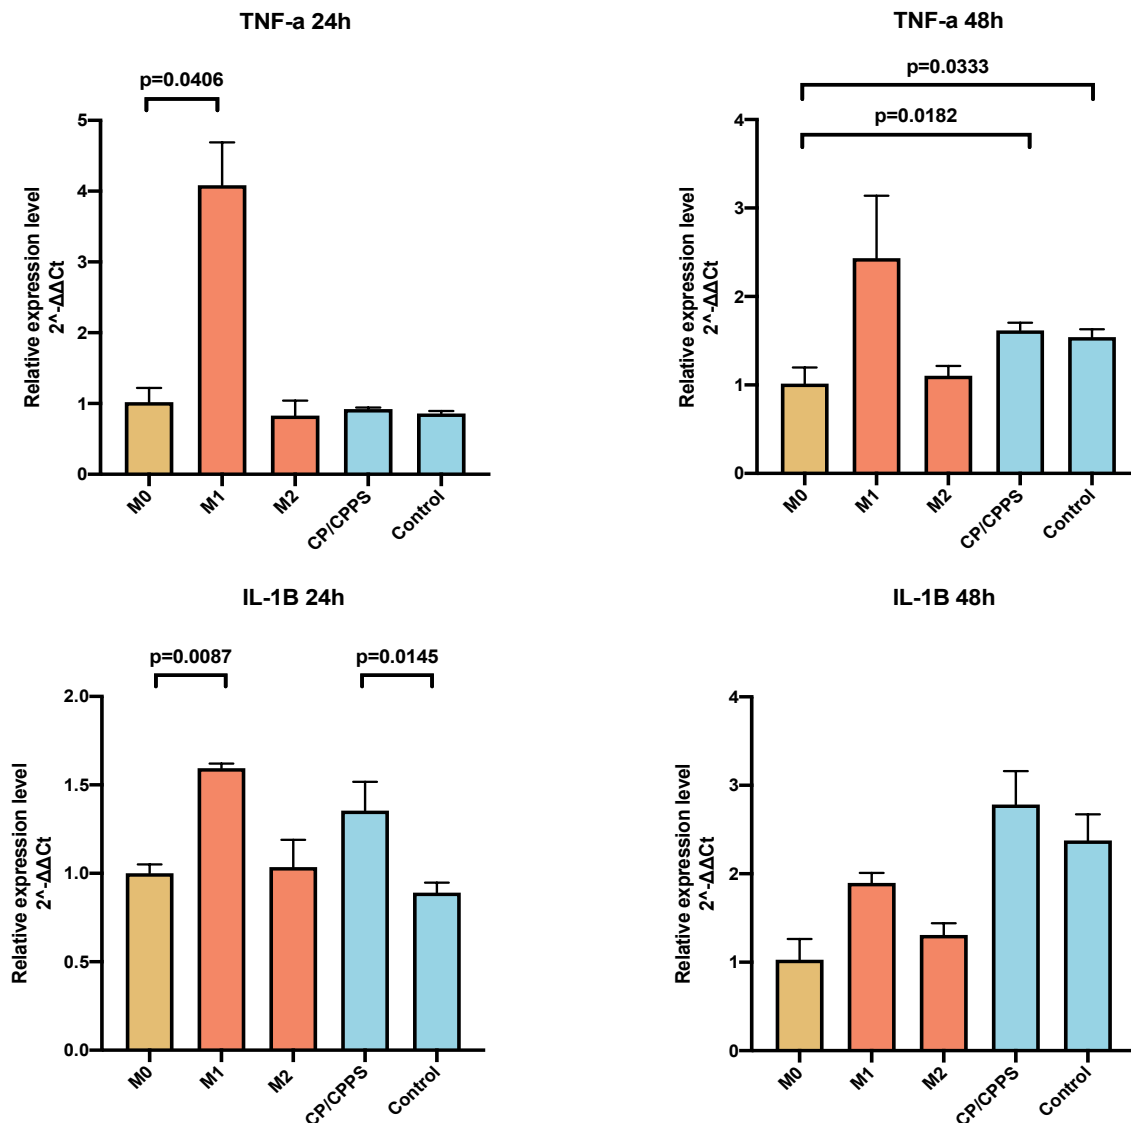 TNF-a 24h
p=0.0406
Relative expression level
2^-ΔΔCt
5
4
3
2
1
0
M0
M1
M2
CP/CPPS
Control
TNF-a 48h
p=0.0333
p=0.0182
Relative expression level
2^-ΔΔCt
4
3
2
1
0
M0
M1
M2
CP/CPPS
Control
IL-1B 24h
p=0.0087
p=0.0145
Relative expression level
2^-ΔΔCt
2.0
1.5
1.0
0.5
0.0
M0
M1
M2
CP/CPPS
Control
IL-1B 48h
Relative expression level
2^-ΔΔCt
4
3
2
1
0
M0
M1
M2
CP/CPPS
Control